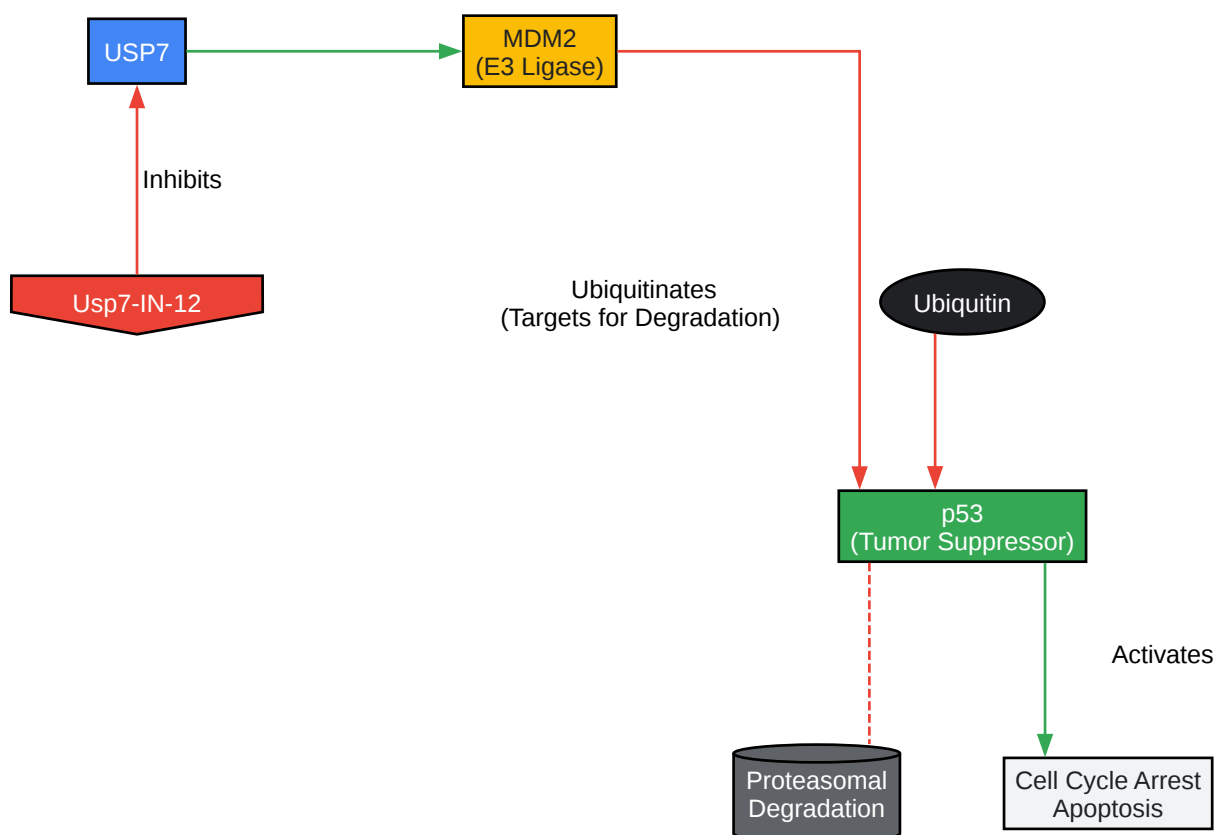 USP7
MDM2
(E3 Ligase)
Inhibits
Usp7-IN-12
Ubiquitinates
(Targets for Degradation)
Ubiquitin
p53
(Tumor Suppressor)
Activates
Proteasomal
Degradation
Cell Cycle Arrest
Apoptosis